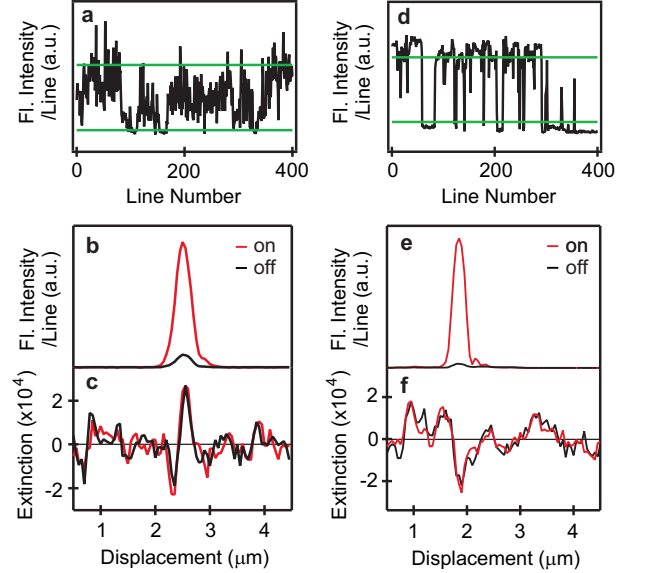 a
Fl. Intensity
/Line (a.u.)
0
200
400
Line Number
d
Fl. Intensity
/Line (a.u.)
0
200
400
Line Number
b
on
off
Fl. Intensity
/Line (a.u.)
c
Extinction (x10⁴)
2
0
-2
1
2
3
4
Displacement (μm)
e
on
off
Fl. Intensity
/Line (a.u.)
f
Extinction (x10⁴)
2
0
-2
1
2
3
4
Displacement (μm)